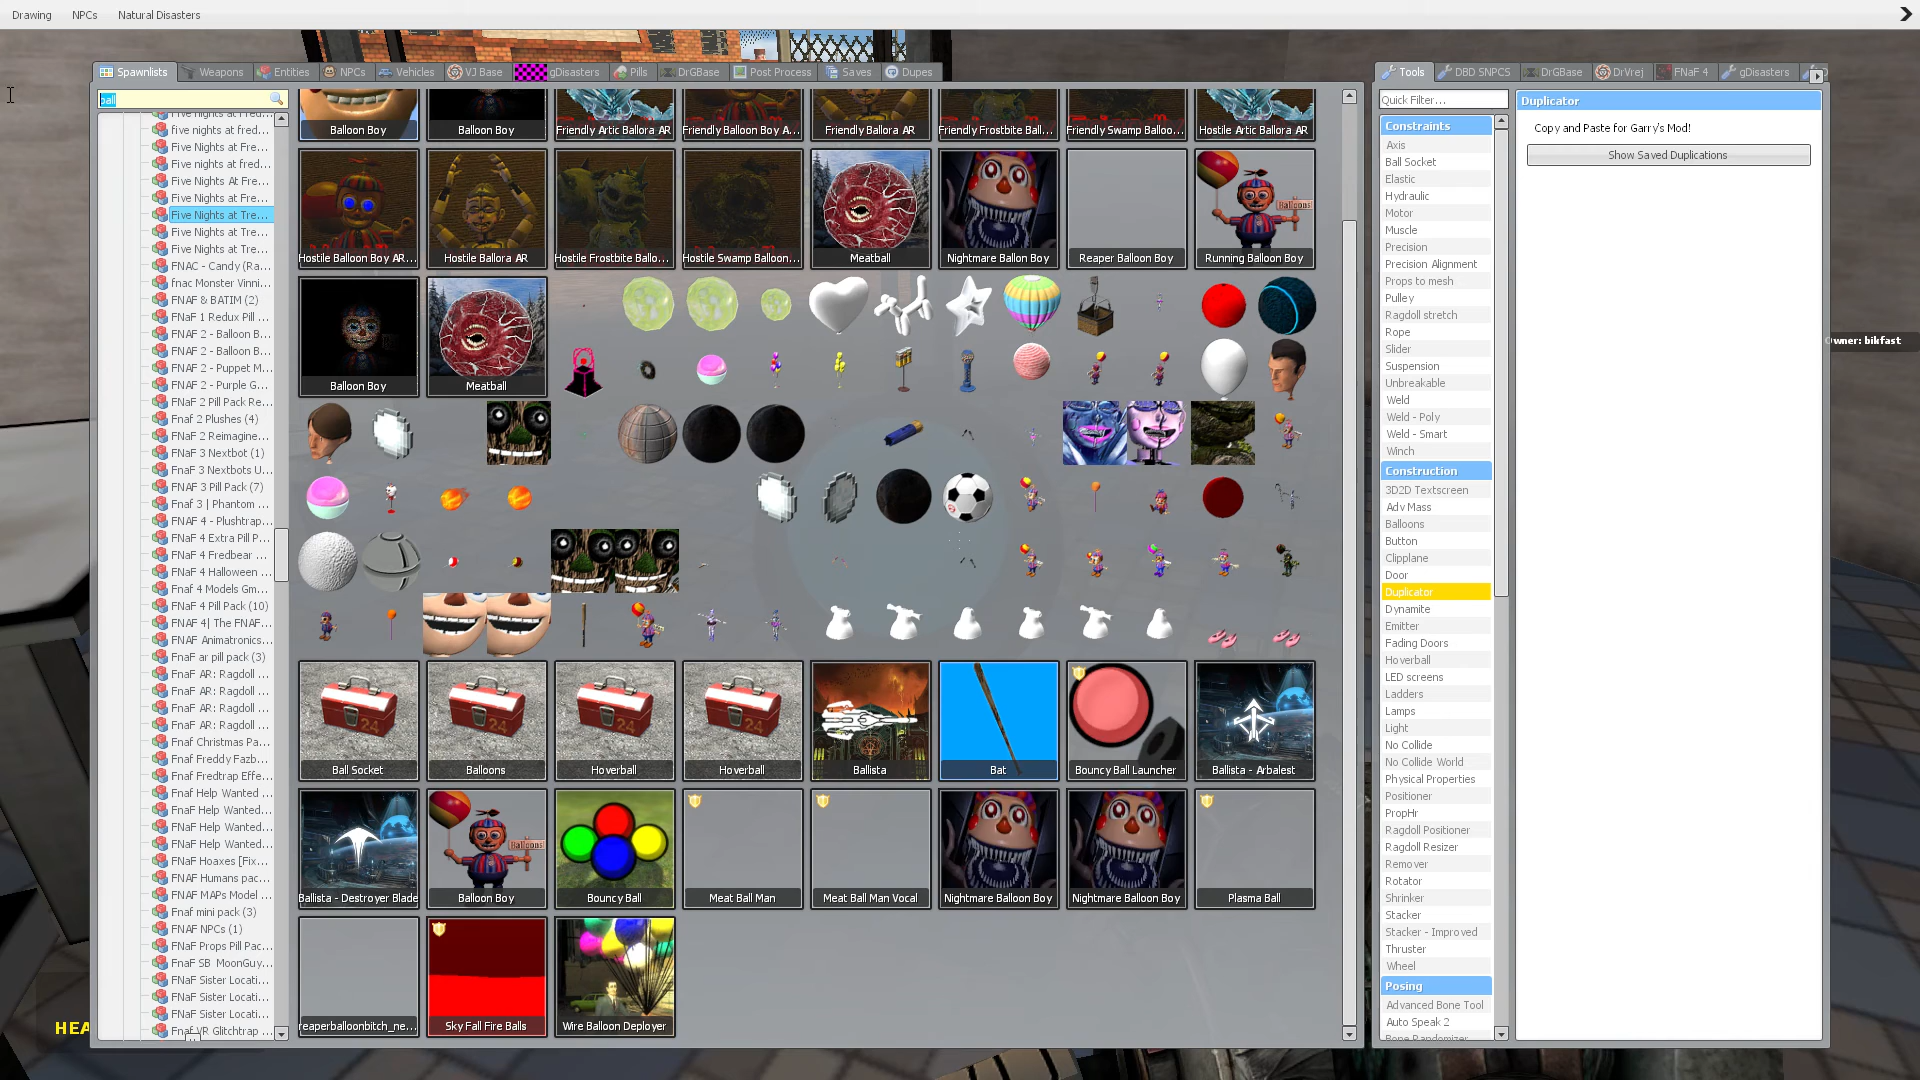 Drawing NPCs Natural Disasters
Spawnlists Weapons Entities NPCs Vehicles VJ Base gDisasters Pills DrGBase Post Process Saves Dupes
Tools DBD SNPCS DrGBase DrVrej FNaF 4 gDisasters
ball
five nights at fred...
Five Nights at Fre...
Five nights at fred...
Five Nights At Fre...
Five Nights at Fre...
Five Nights at Tre...
Five Nights at Tre...
Five Nights at Tre...
FNAC - Candy (Ra...
fnac Monster Vinni...
FNAF & BATIM (2)
FNaF 1 Redux Pill ...
FNAF 2 - Balloon B...
FNAF 2 - Balloon B...
FNAF 2 - Puppet M...
FNAF 2 - Purple G...
FNAF 2 Pill Pack Re...
Fnaf 2 Plushes (4)
FNaF 2 Reimagine...
FNaF 3 Nextbot (1)
FnaF 3 Nextbots U...
FNAF 3 Pill Pack (7)
Fnaf 3 | Phantom ...
FNAF 4 - Plushtrap...
FNaF 4 Extra Pill P...
FNaF 4 Fredbear ...
FNaF 4 Halloween ...
Fnaf 4 Models Gm...
FNAF 4 Pill Pack (10)
FNAF 4| The FNAF...
FNAF Animatronics...
FnaF ar pill pack (3)
FnaF AR: Ragdoll ...
FnaF AR: Ragdoll ...
FnaF AR: Ragdoll ...
FnaF AR: Ragdoll ...
Fnaf Christmas Pa...
Fnaf Freddy Fazb...
Fnaf Fredtrap Effe...
Fnaf Help Wanted ...
FnaF Help Wanted...
FNaF Help Wanted...
FNaF Help Wanted...
FNaF Hoaxes [Fix...
FNAF Humans pac...
FNAF MAPs Model ...
Fnaf mini pack (3)
FNAF NPCs (1)
FNaF Props Pill Pac...
FnaF SB MoonGuy...
FNaF Sister Locati...
FNaF Sister Locati...
FNaF Sister Locati...
Fnaf VR Glitchtrap ...
Balloon Boy
Balloon Boy
Friendly Artic Ballora AR
Friendly Balloon Boy A...
Friendly Ballora AR
Friendly Frostbite Ball...
Friendly Swamp Balloo...
Hostile Artic Ballora AR
Hostile Balloon Boy AR...
Hostile Ballora AR
Hostile Frostbite Ballo...
Hostile Swamp Balloon...
Meatball
Nightmare Ballon Boy
Reaper Balloon Boy
Balloons!
Running Balloon Boy
Balloon Boy
Meatball
24
Ball Socket
24
Balloons
24
Hoverball
24
Hoverball
Ballista
Bat
Bouncy Ball Launcher
Ballista - Arbalest
Ballista - Destroyer Blade
Balloons!
Balloon Boy
Bouncy Ball
Meat Ball Man
Meat Ball Man Vocal
Nightmare Balloon Boy
Nightmare Balloon Boy
Plasma Ball
reaperballoonbitch_ne...
Sky Fall Fire Balls
Wire Balloon Deployer
Quick Filter...
Constraints
Axis
Ball Socket
Elastic
Hydraulic
Motor
Muscle
Precision
Precision Alignment
Props to mesh
Pulley
Ragdoll stretch
Rope
Slider
Suspension
Unbreakable
Weld
Weld - Poly
Weld - Smart
Winch
Construction
3D2D Textscreen
Adv Mass
Balloons
Button
Clipplane
Door
Duplicator
Dynamite
Emitter
Fading Doors
Hoverball
LED screens
Ladders
Lamps
Light
No Collide
No Collide World
Physical Properties
Positioner
PropHr
Ragdoll Positioner
Ragdoll Resizer
Remover
Rotator
Shrinker
Stacker
Stacker - Improved
Thruster
Wheel
Posing
Advanced Bone Tool
Auto Speak 2
Bone Randomizer
Duplicator
Copy and Paste for Garry's Mod!
Show Saved Duplications
wner: bikfast
HEA